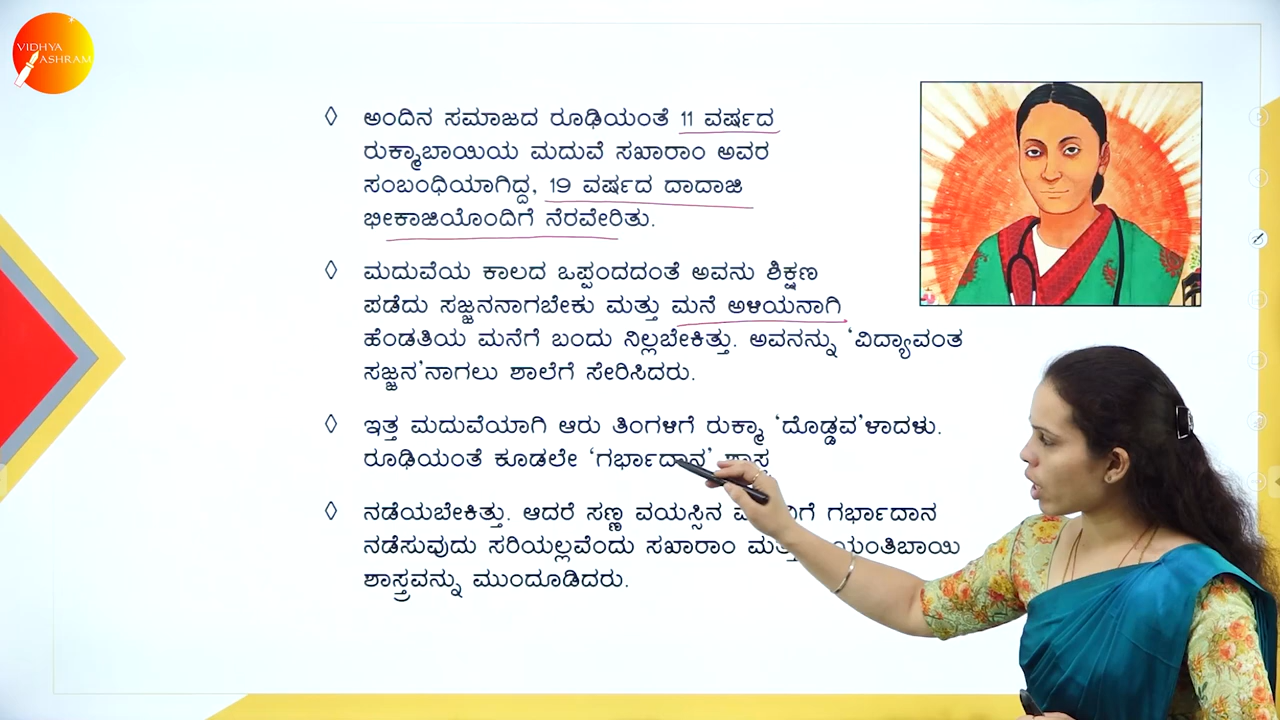 VIDHYA
ASHRAM
◊ ಅಂದಿನ ಸಮಾಜದ ರೂಢಿಯಂತೆ 11 ವರ್ಷದ
ರುಕ್ಮಾಬಾಯಿಯ ಮದುವೆ ಸಖಾರಾಂ ಅವರ
ಸಂಬಂಧಿಯಾಗಿದ್ದ, 19 ವರ್ಷದ ದಾದಾಜಿ
ಭೀಕಾಜಿಯೊಂದಿಗೆ ನೆರವೇರಿತು.
◊ ಮದುವೆಯ ಕಾಲದ ಒಪ್ಪಂದದಂತೆ ಅವನು ಶಿಕ್ಷಣ
ಪಡೆದು ಸಜ್ಜನನಾಗಬೇಕು ಮತ್ತು ಮನೆ ಅಳಿಯನಾಗಿ
ಹೆಂಡತಿಯ ಮನೆಗೆ ಬಂದು ನಿಲ್ಲಬೇಕಿತ್ತು. ಅವನನ್ನು ‘ವಿದ್ಯಾವಂತ
ಸಜ್ಜನ’ನಾಗಲು ಶಾಲೆಗೆ ಸೇರಿಸಿದರು.
◊ ಇತ್ತ ಮದುವೆಯಾಗಿ ಆರು ತಿಂಗಳಿಗೆ ರುಕ್ಮಾ ‘ದೊಡ್ಡವ’ಳಾದಳು.
ರೂಢಿಯಂತೆ ಕೂಡಲೇ ‘ಗರ್ಭಾದಾನ’
◊ ನಡೆಯಬೇಕಿತ್ತು. ಆದರೆ ಸಣ್ಣ ವಯಸ್ಸಿನ ಗರ್ಭಾದಾನ
ನಡೆಸುವುದು ಸರಿಯಲ್ಲವೆಂದು ಸಖಾರಾಂ
ಶಾಸ್ತ್ರವನ್ನು ಮುಂದೂಡಿದರು.